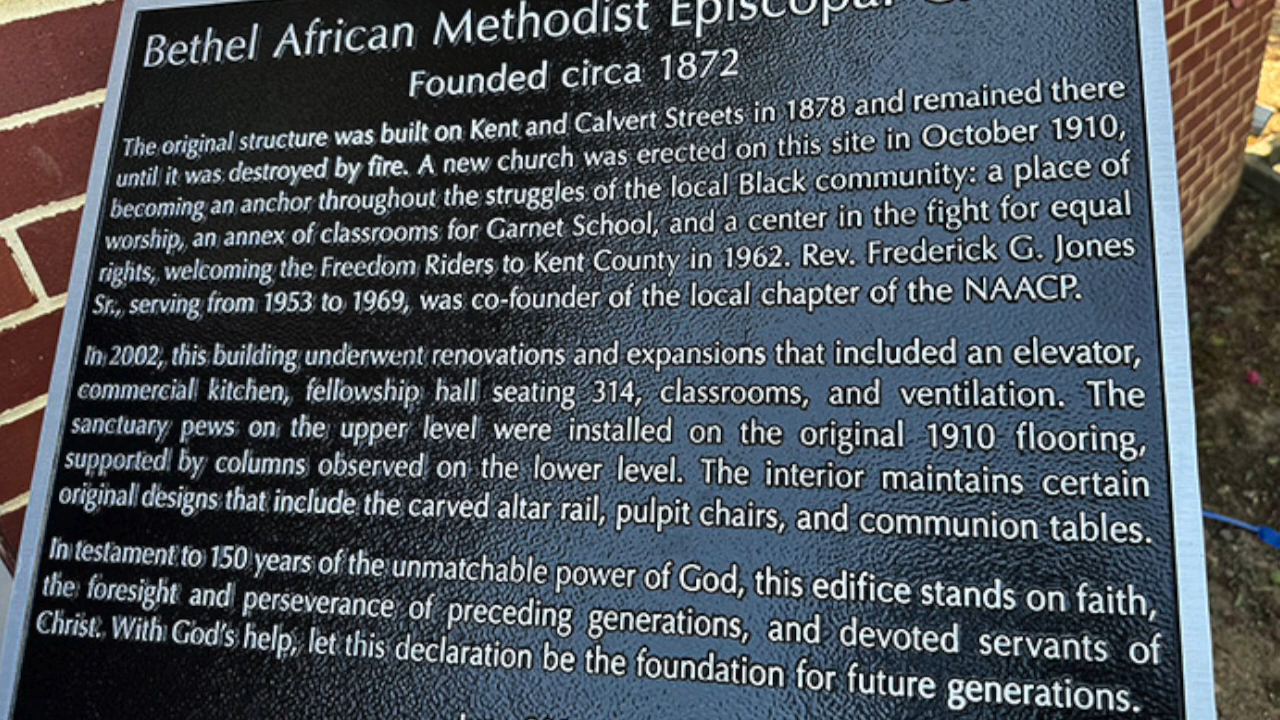 Bethel African Methodist Episcopal
Founded circa 1872
The original structure was built on Kent and Calvert Streets in 1878 and remained there
until it was destroyed by fire. A new church was erected on this site in October 1910,
becoming an anchor throughout the struggles of the local Black community: a place of
worship, an annex of classrooms for Garnet School, and a center in the fight for equal
rights, welcoming the Freedom Riders to Kent County in 1962. Rev. Frederick G. Jones
Sr., serving from 1953 to 1969, was co-founder of the local chapter of the NAACP.
In 2002, this building underwent renovations and expansions that included an elevator,
commercial kitchen, fellowship hall seating 314, classrooms, and ventilation. The
sanctuary pews on the upper level were installed on the original 1910 flooring,
supported by columns observed on the lower level. The interior maintains certain
original designs that include the carved altar rail, pulpit chairs, and communion tables.
In testament to 150 years of the unmatchable power of God, this edifice stands on faith,
the foresight and perseverance of preceding generations, and devoted servants of
Christ. With God's help, let this declaration be the foundation for future generations.